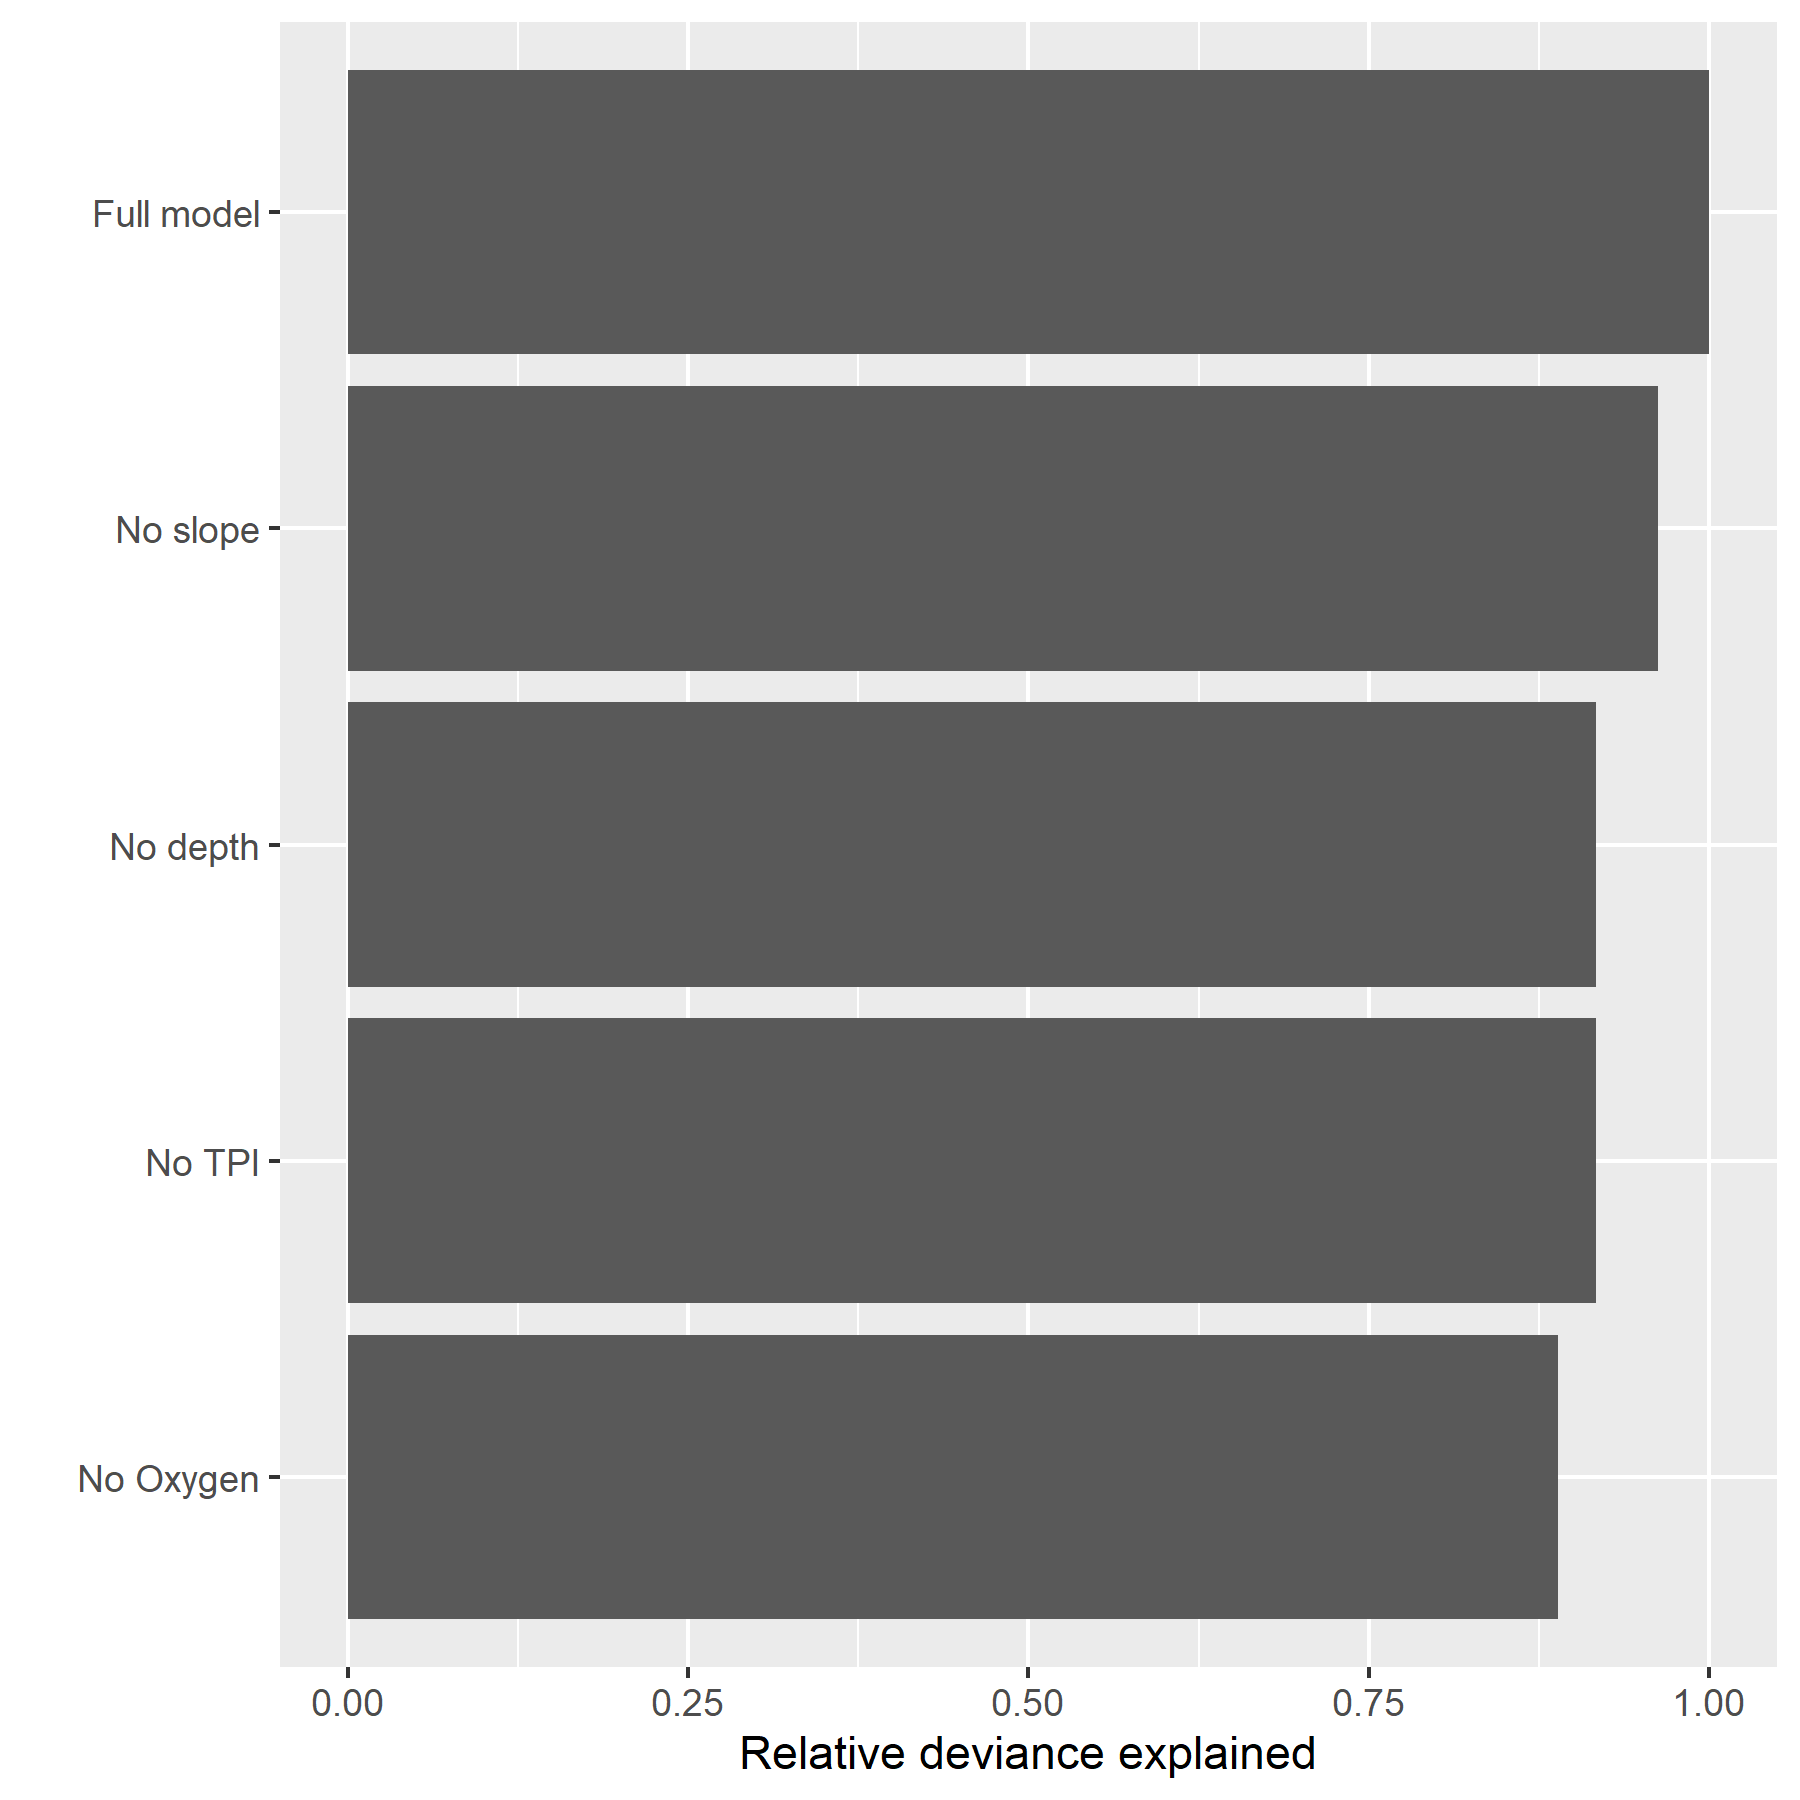 Full model
No slope
No depth
No TPI
No Oxygen
0.00 0.25 0.50 0.75 1.00
Relative deviance explained